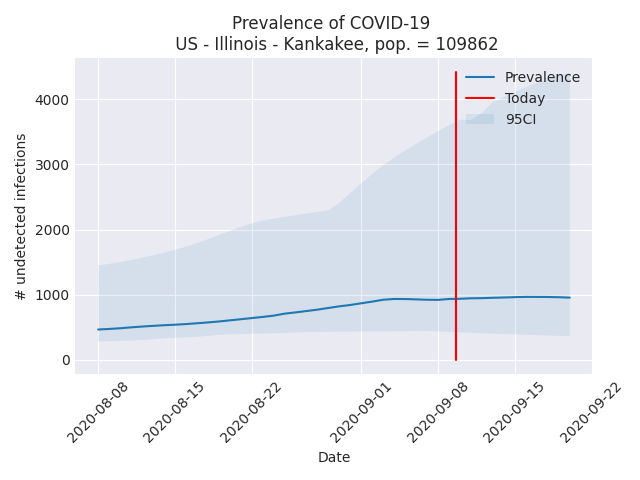 Prevalence of COVID-19
US - Illinois - Kankakee, pop. = 109862
Prevalence
Today
95CI
# undetected infections
4000
3000
2000
1000
0
2020-08-08
2020-08-15
2020-08-22
2020-09-01
2020-09-08
2020-09-15
2020-09-22
Date